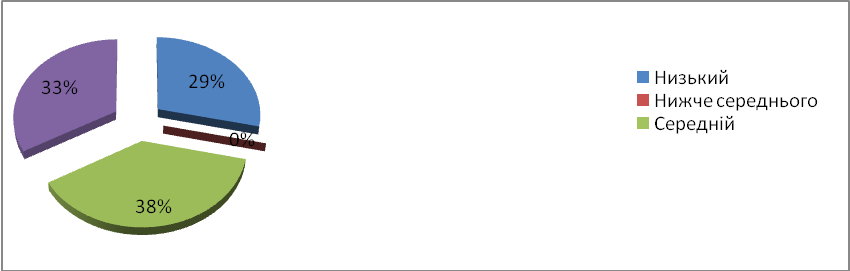 33%
29%
0%
38%
Низький
Нижче середнього
Середній